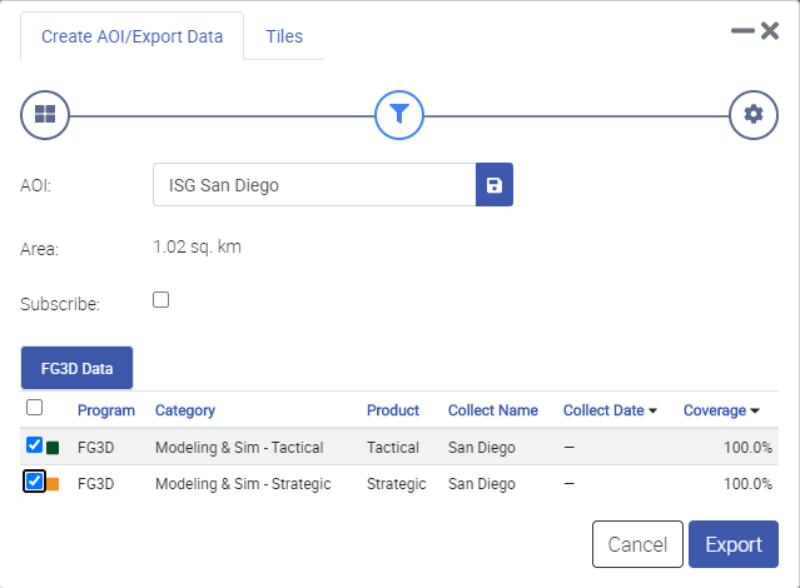 Create AOI/Export Data Tiles
AOI: ISG San Diego
Area: 1.02 sq. km
Subscribe:
FG3D Data
Program Category Product Collect Name Collect Date Coverage
FG3D Modeling & Sim - Tactical Tactical San Diego – 100.0%
FG3D Modeling & Sim - Strategic Strategic San Diego – 100.0%
Cancel Export